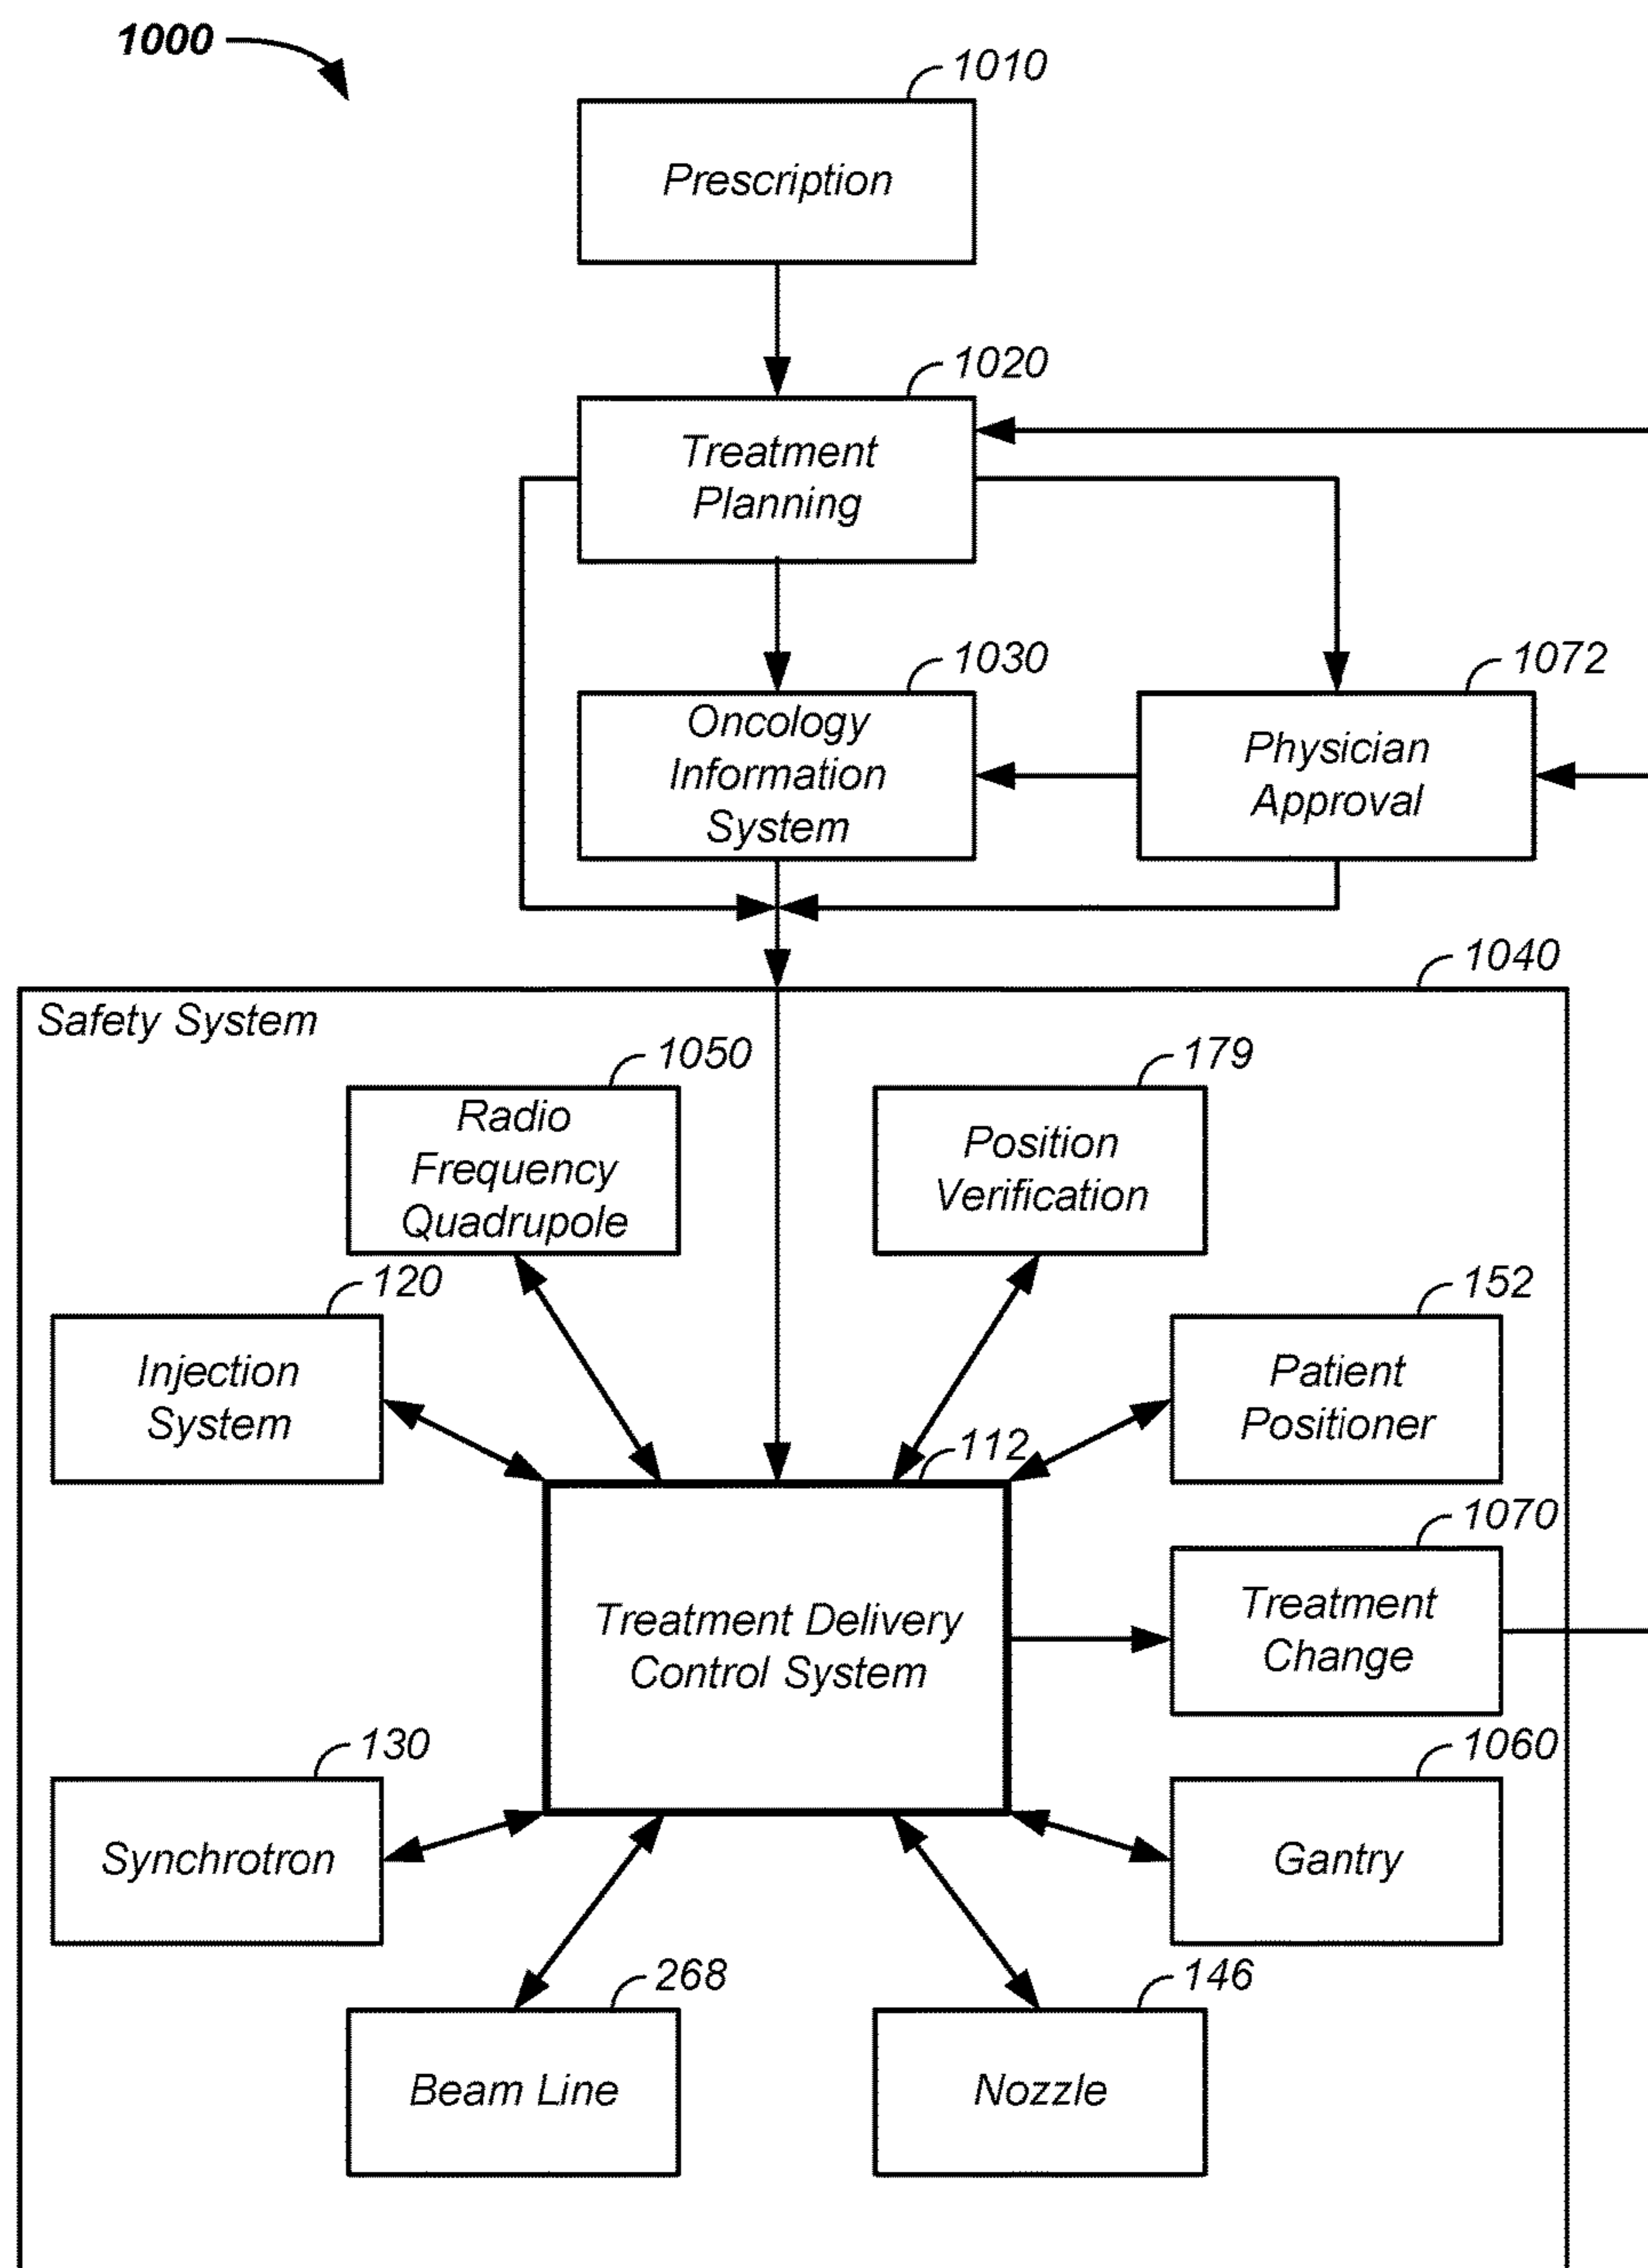 1000
1010
Prescription
1020
Treatment
Planning
1030
Oncology
Information
System
1072
Physician
Approval
1040
Safety System
1050
Radio
Frequency
Quadrupole
179
Position
Verification
120
Injection
System
152
Patient
Positioner
112
Treatment Delivery
Control System
1070
Treatment
Change
130
Synchrotron
1060
Gantry
268
Beam Line
146
Nozzle